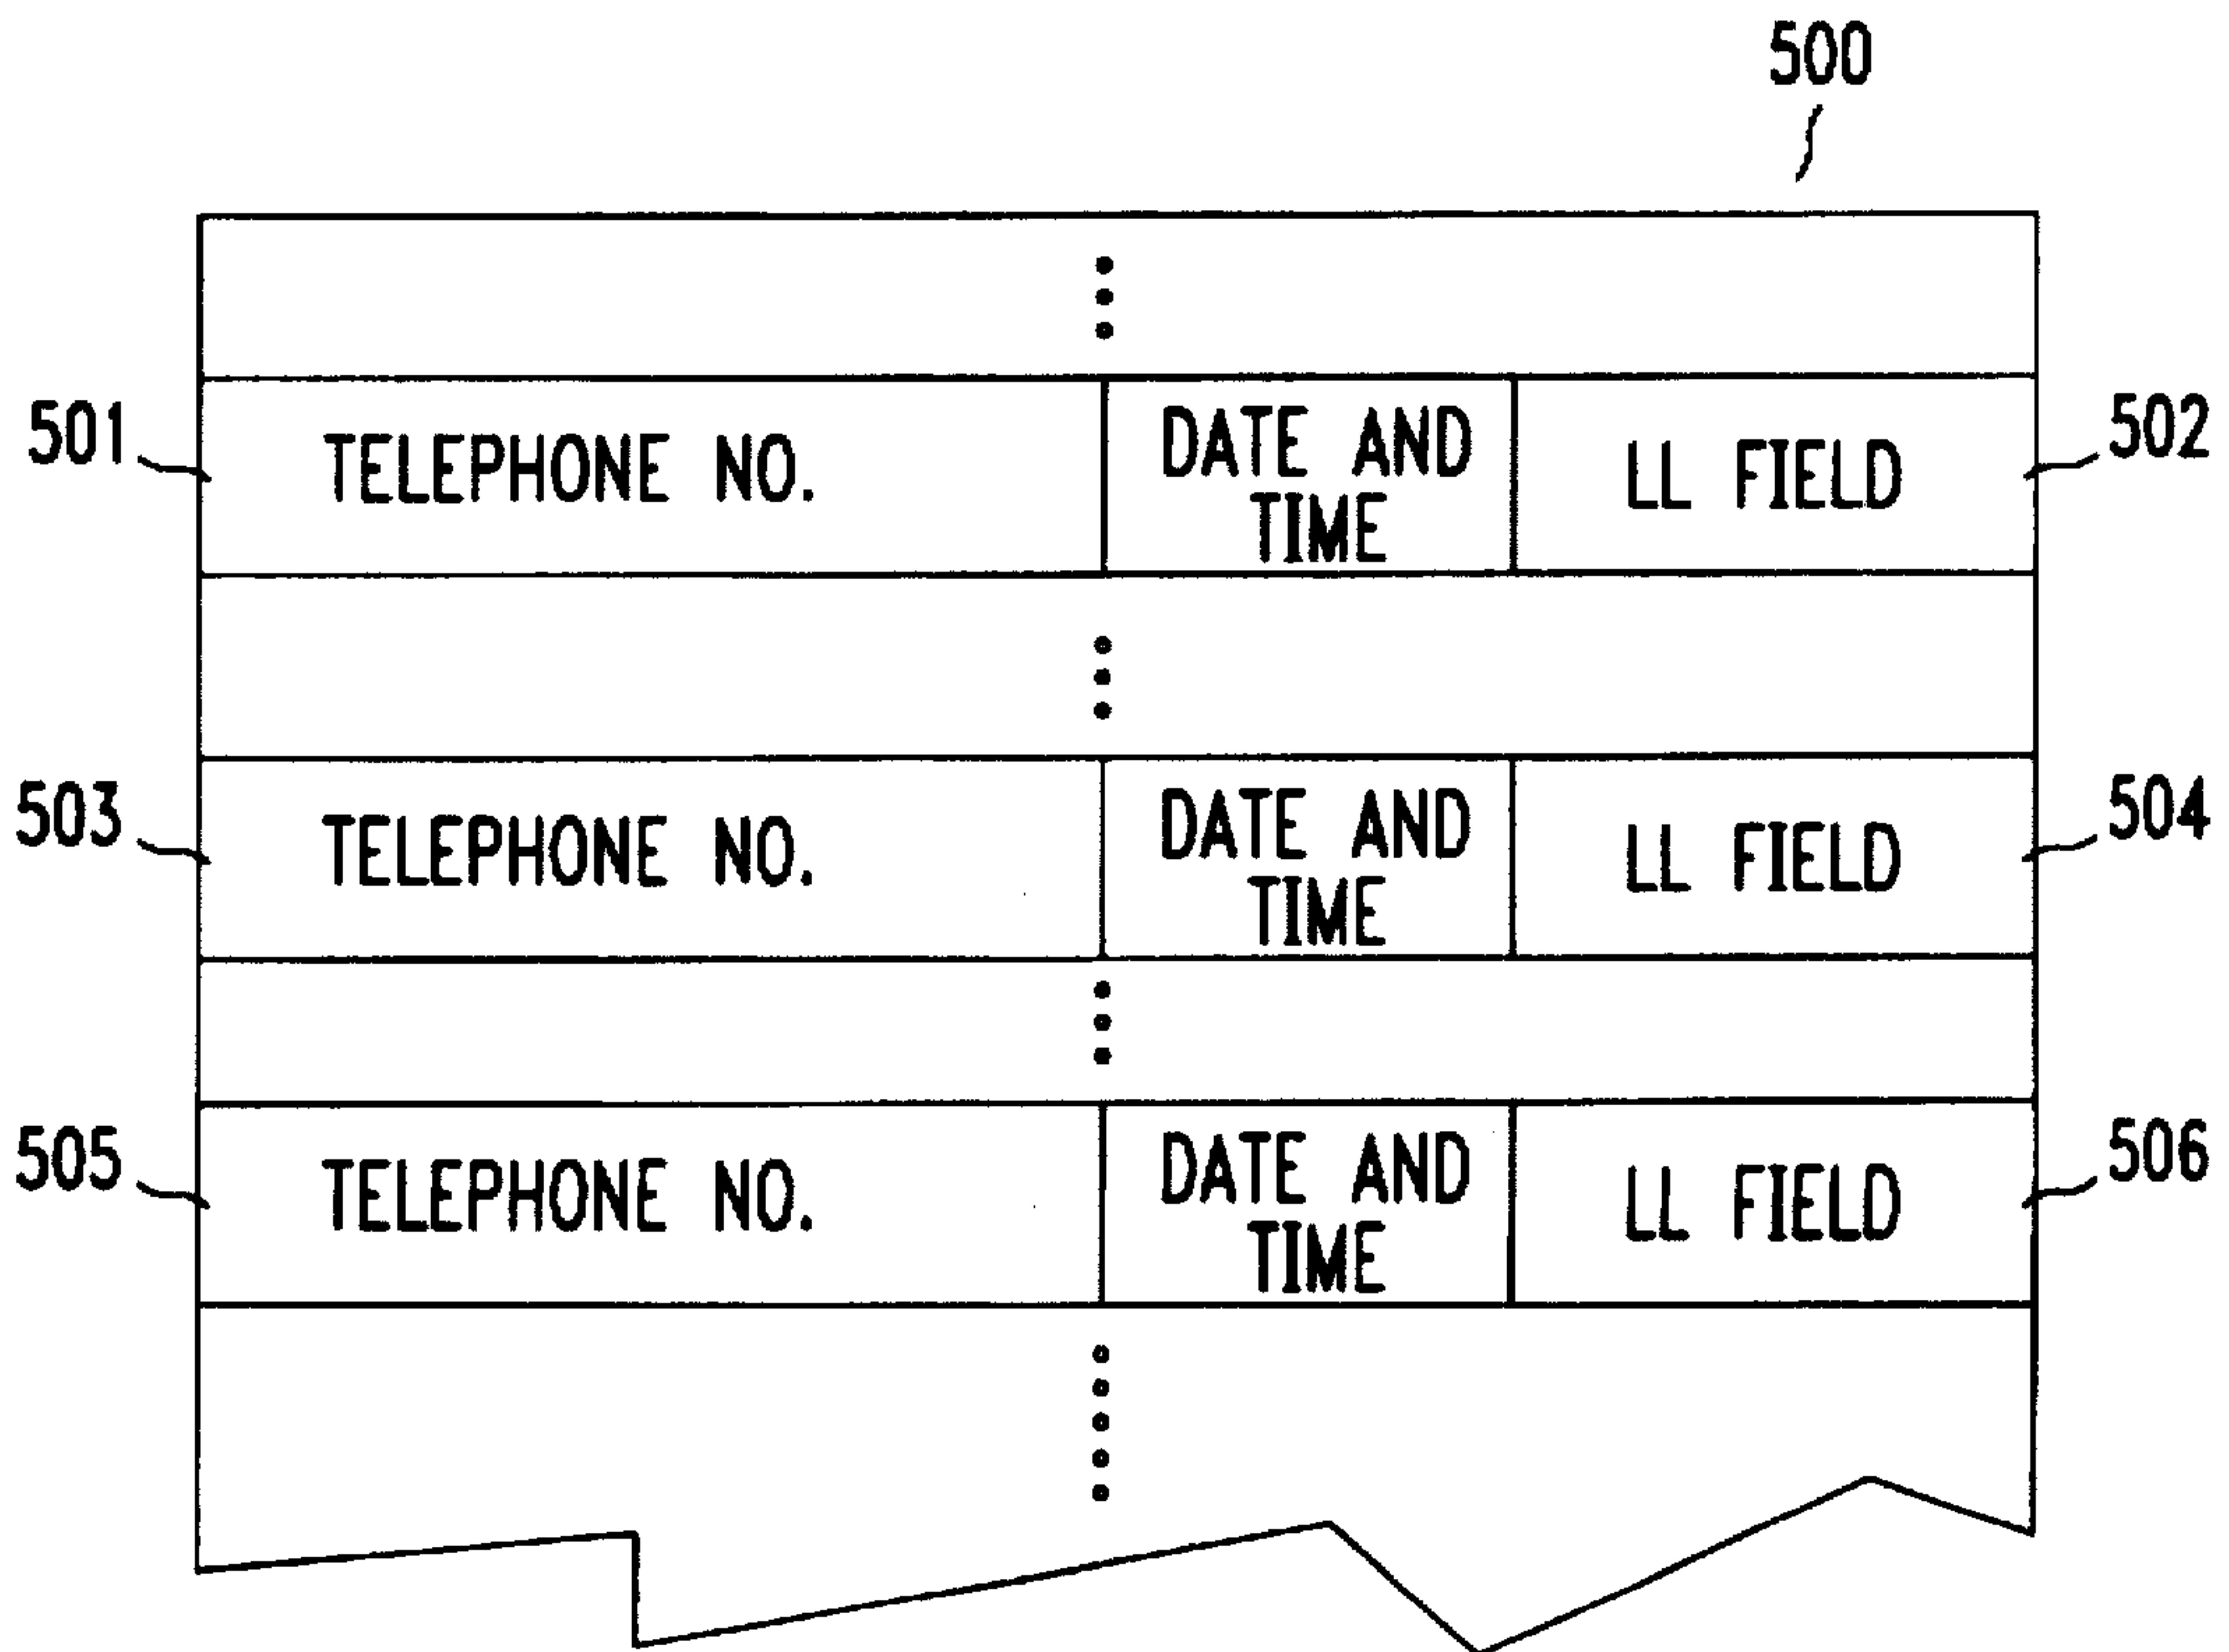 500
501 TELEPHONE NO. DATE AND TIME LL FIELD 502
503 TELEPHONE NO. DATE AND TIME LL FIELD 504
505 TELEPHONE NO. DATE AND TIME LL FIELD 506